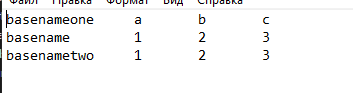 Файл Правка Формат Вид Справка
basenameone a b c
basename 1 2 3
basenametwo 1 2 3